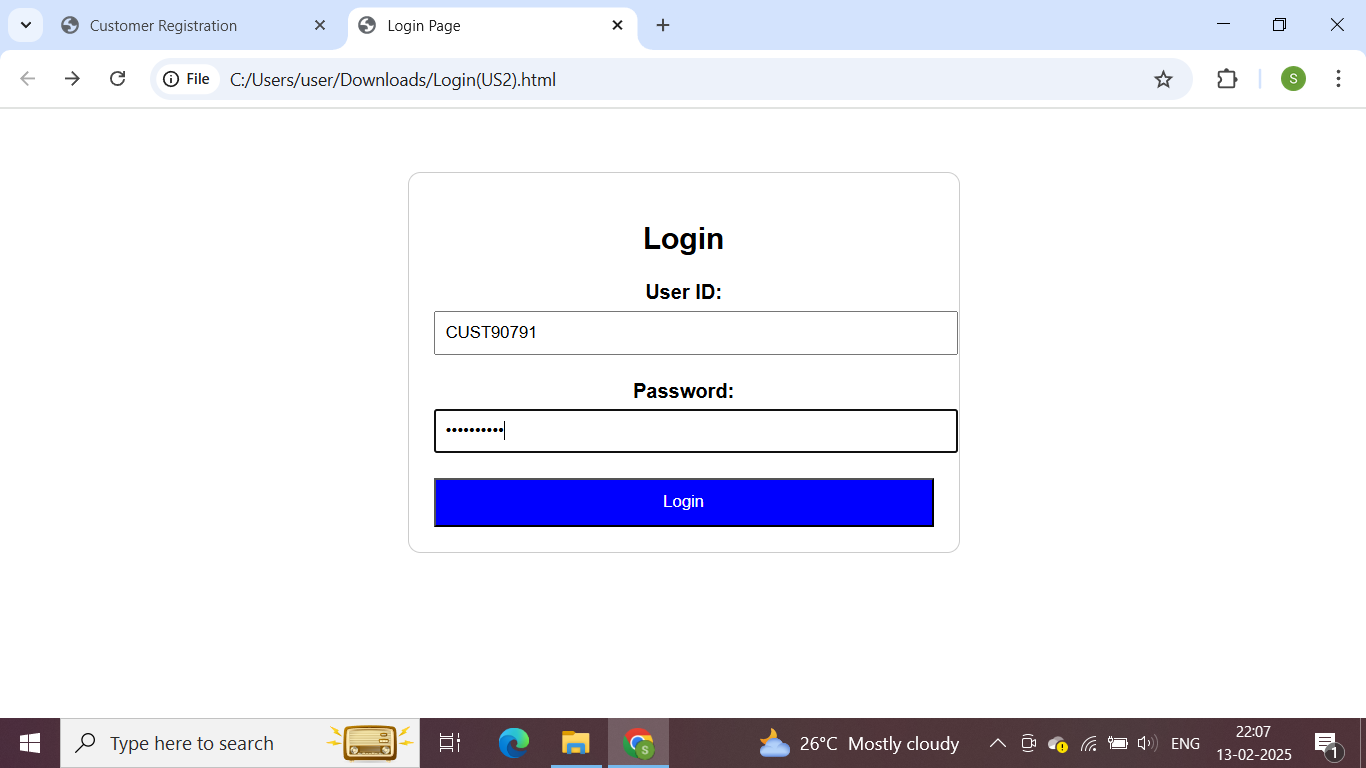 Customer Registration
Login Page
File
C:/Users/user/Downloads/Login(US2).html
S
Login
User ID:
CUST90791
Password:
••••••••••
Login
Type here to search
S
26°C Mostly cloudy
ENG
22:07
13-02-2025
1